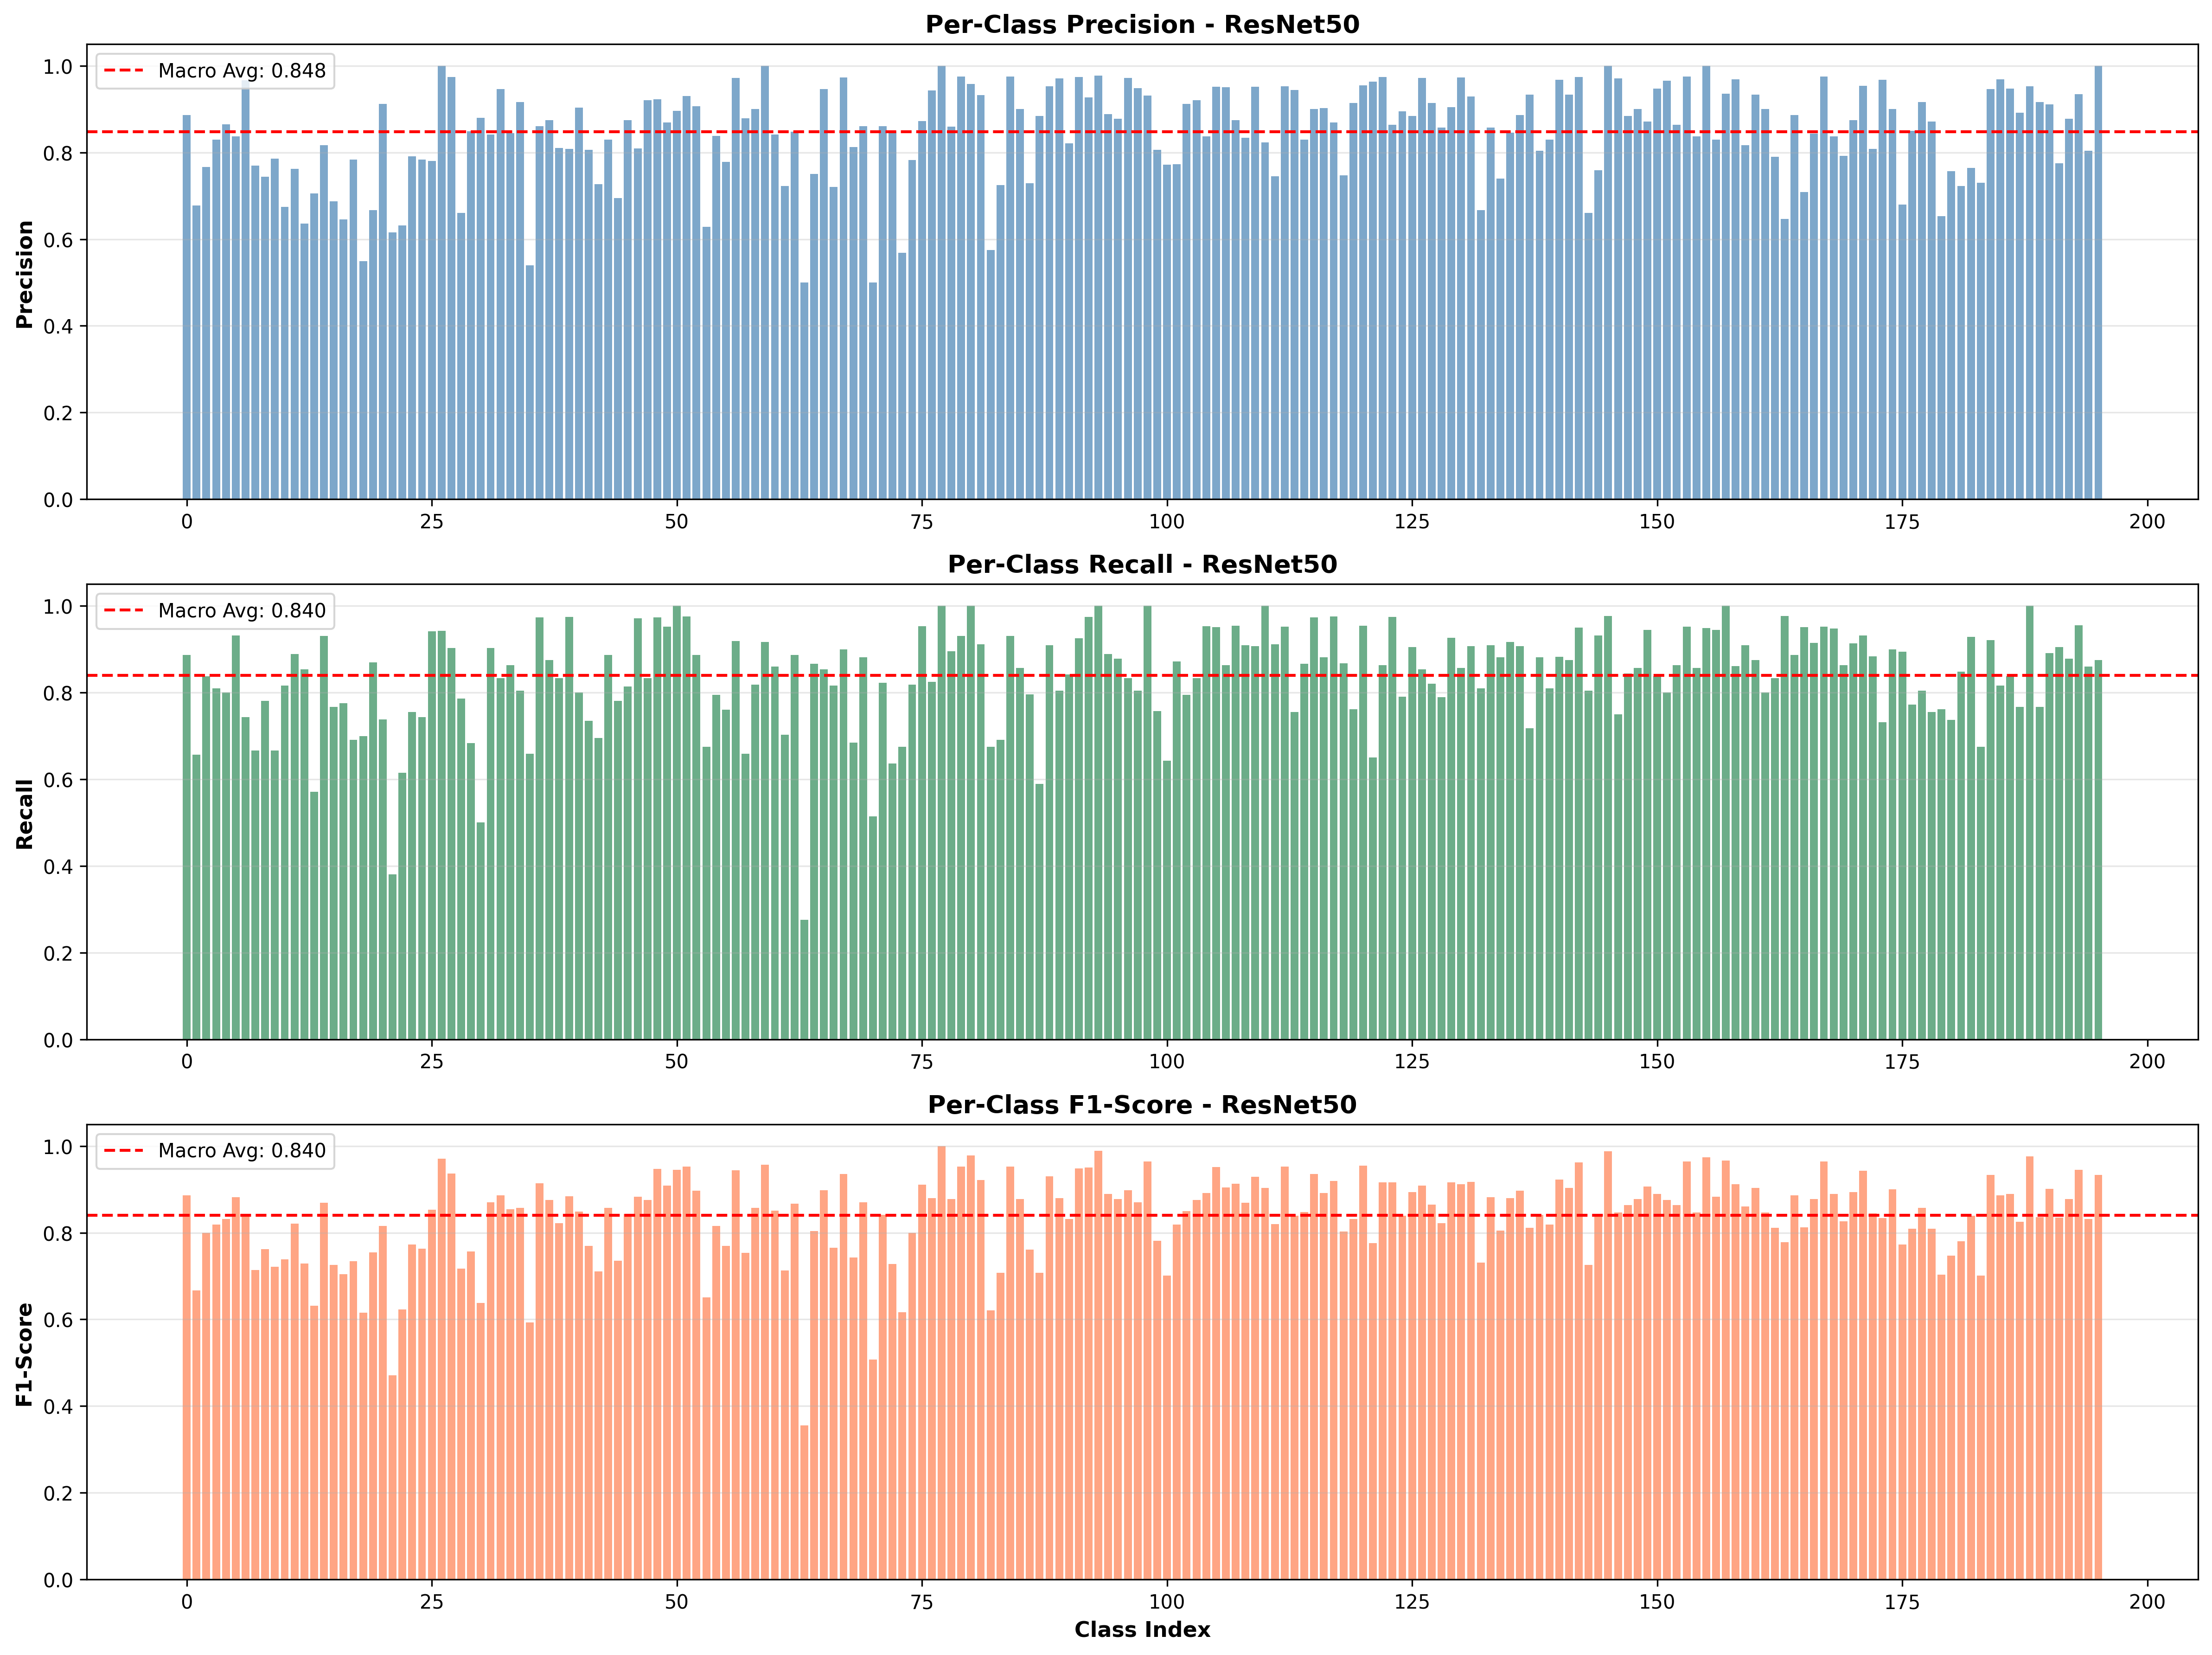 Per-Class Precision - ResNet50
Macro Avg: 0.848
1.0
0.8
0.6
0.4
0.2
0.0
Precision
0 25 50 75 100 125 150 175 200
Per-Class Recall - ResNet50
Macro Avg: 0.840
1.0
0.8
0.6
0.4
0.2
0.0
Recall
0 25 50 75 100 125 150 175 200
Per-Class F1-Score - ResNet50
Macro Avg: 0.840
1.0
0.8
0.6
0.4
0.2
0.0
F1-Score
0 25 50 75 100 125 150 175 200
Class Index